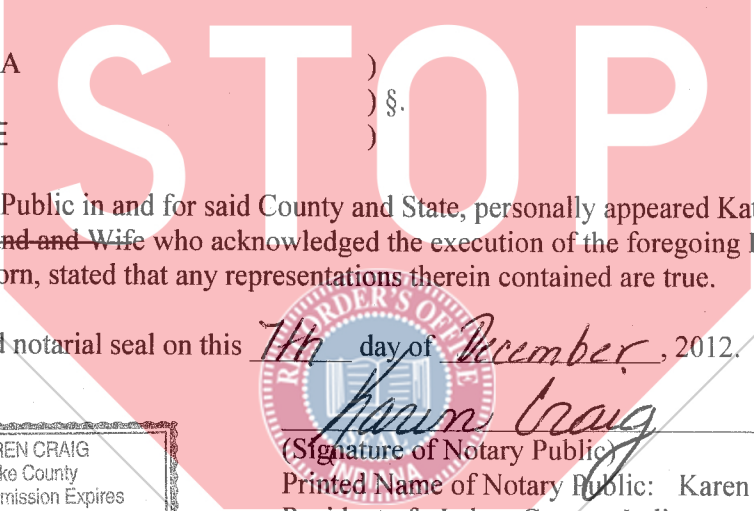 STOP
A )
) §.
E )
Public in and for said County and State, personally appeared Kat
nd and Wife who acknowledged the execution of the foregoing
orn, stated that any representations therein contained are true.
d notarial seal on this 7th day of December, 2012.
RECORDER'S OFFICE
SEAL
INDIANA
Karen Craig
(Signature of Notary Public)
Printed Name of Notary Public: Karen
REN CRAIG
ke County
mission Expires